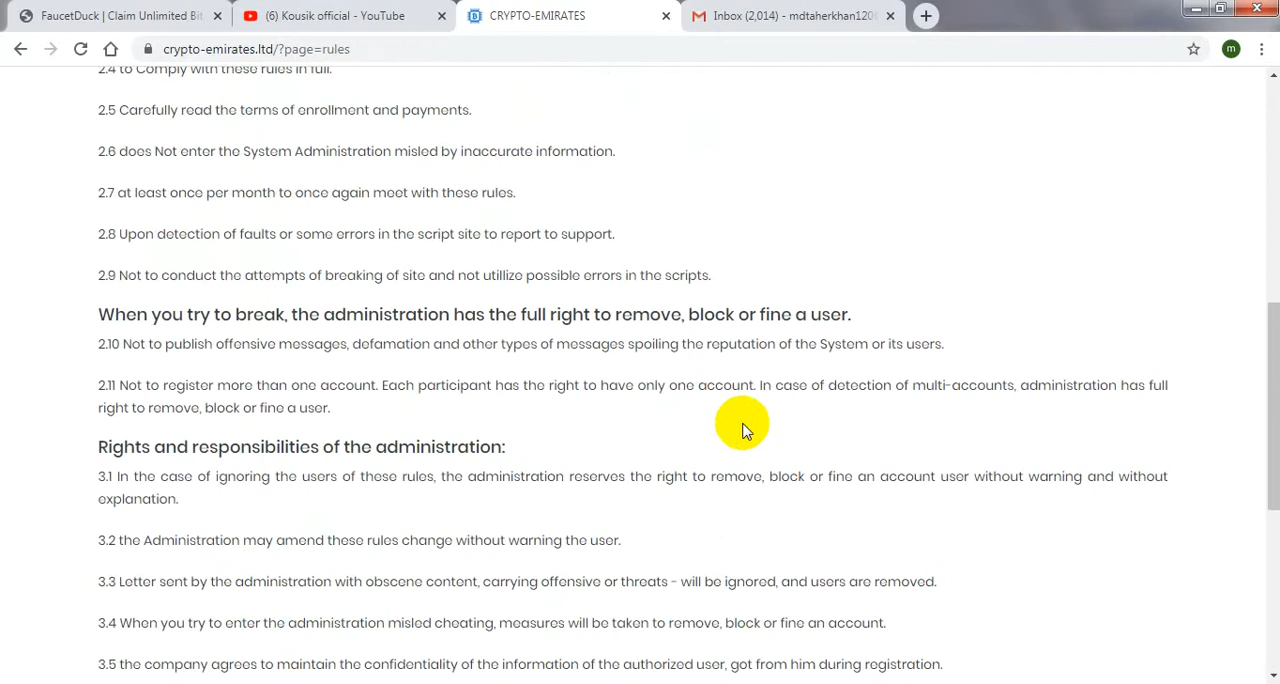 FaucetDuck | Claim Unlimited Bit
(6) Kousik official - YouTube
CRYPTO-EMIRATES
Inbox (2,014) - mdtaherkhan120
crypto-emirates.ltd/?page=rules
m
2.4 to Comply with these rules in full.
2.5 Carefully read the terms of enrollment and payments.
2.6 does Not enter the System Administration misled by inaccurate information.
2.7 at least once per month to once again meet with these rules.
2.8 Upon detection of faults or some errors in the script site to report to support.
2.9 Not to conduct the attempts of breaking of site and not utillize possible errors in the scripts.
When you try to break, the administration has the full right to remove, block or fine a user.
2.10 Not to publish offensive messages, defamation and other types of messages spoiling the reputation of the System or its users.
2.11 Not to register more than one account. Each participant has the right to have only one account. In case of detection of multi-accounts, administration has full
right to remove, block or fine a user.
Rights and responsibilities of the administration:
3.1 In the case of ignoring the users of these rules, the administration reserves the right to remove, block or fine an account user without warning and without
explanation.
3.2 the Administration may amend these rules change without warning the user.
3.3 Letter sent by the administration with obscene content, carrying offensive or threats - will be ignored, and users are removed.
3.4 When you try to enter the administration misled cheating, measures will be taken to remove, block or fine an account.
3.5 the company agrees to maintain the confidentiality of the information of the authorized user, got from him during registration.